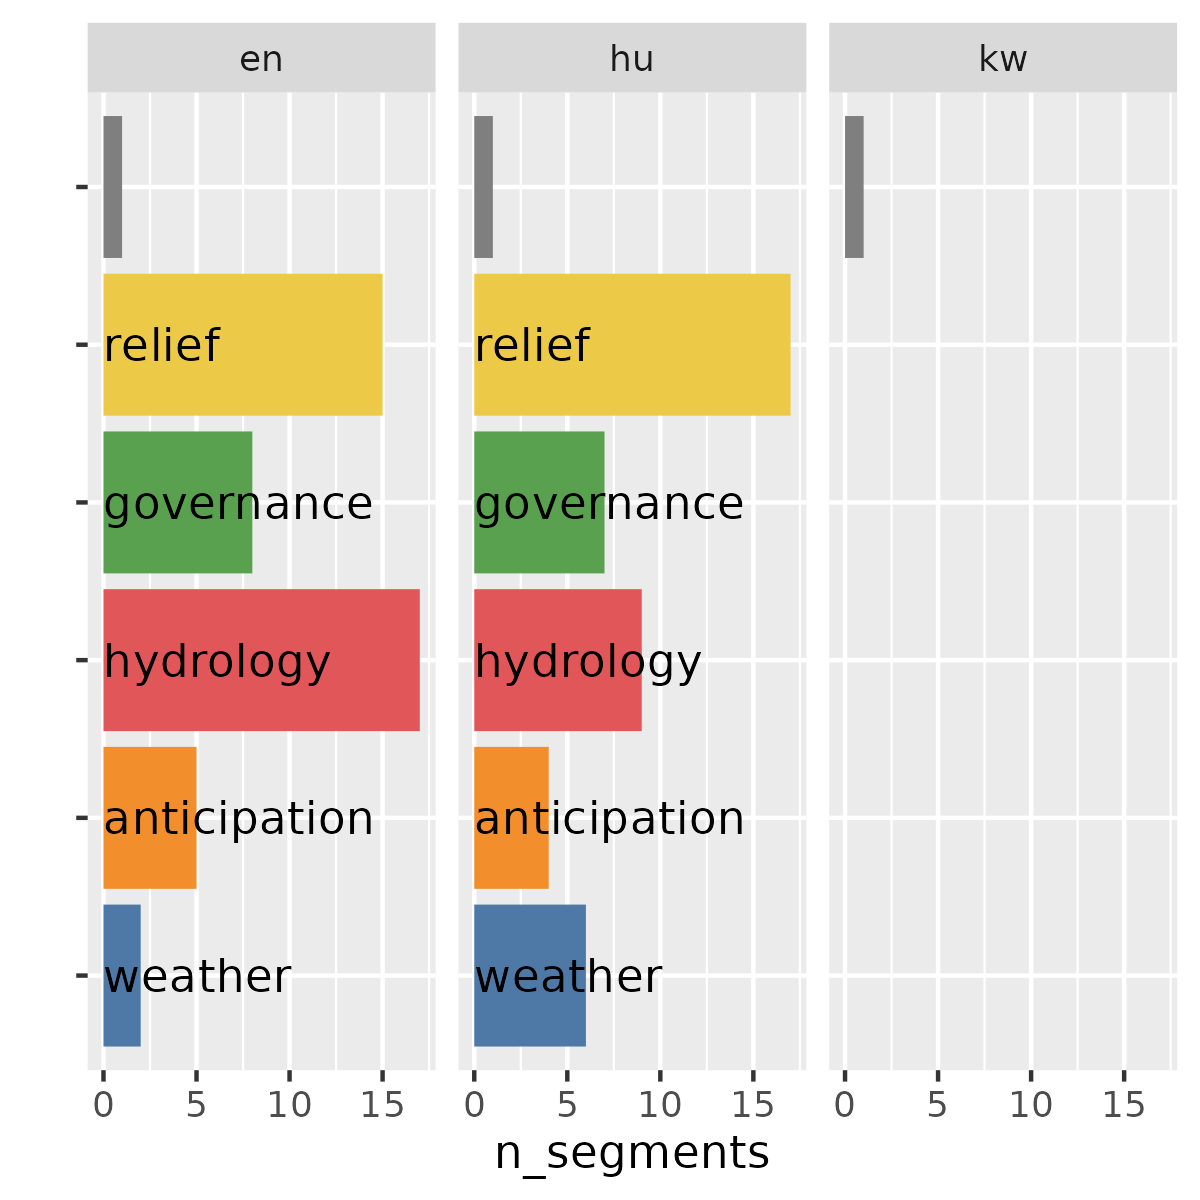 en hu kw
relief relief
governance governance
hydrology hydrology
anticipation anticipation
weather weather
0 5 10 15 0 5 10 15 0 5 10 15
n_segments